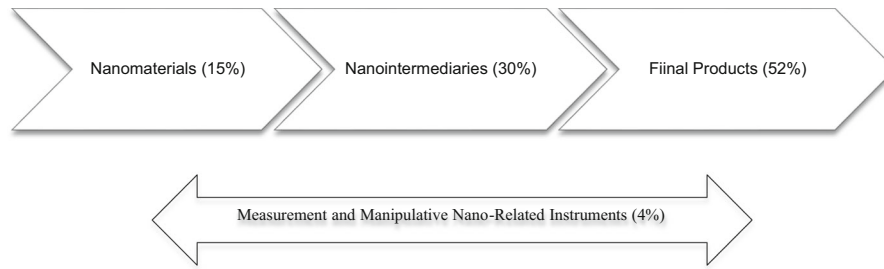 Nanomaterials (15%)
Nanointermediaries (30%)
Fiinal Products (52%)
Measurement and Manipulative Nano-Related Instruments (4%)